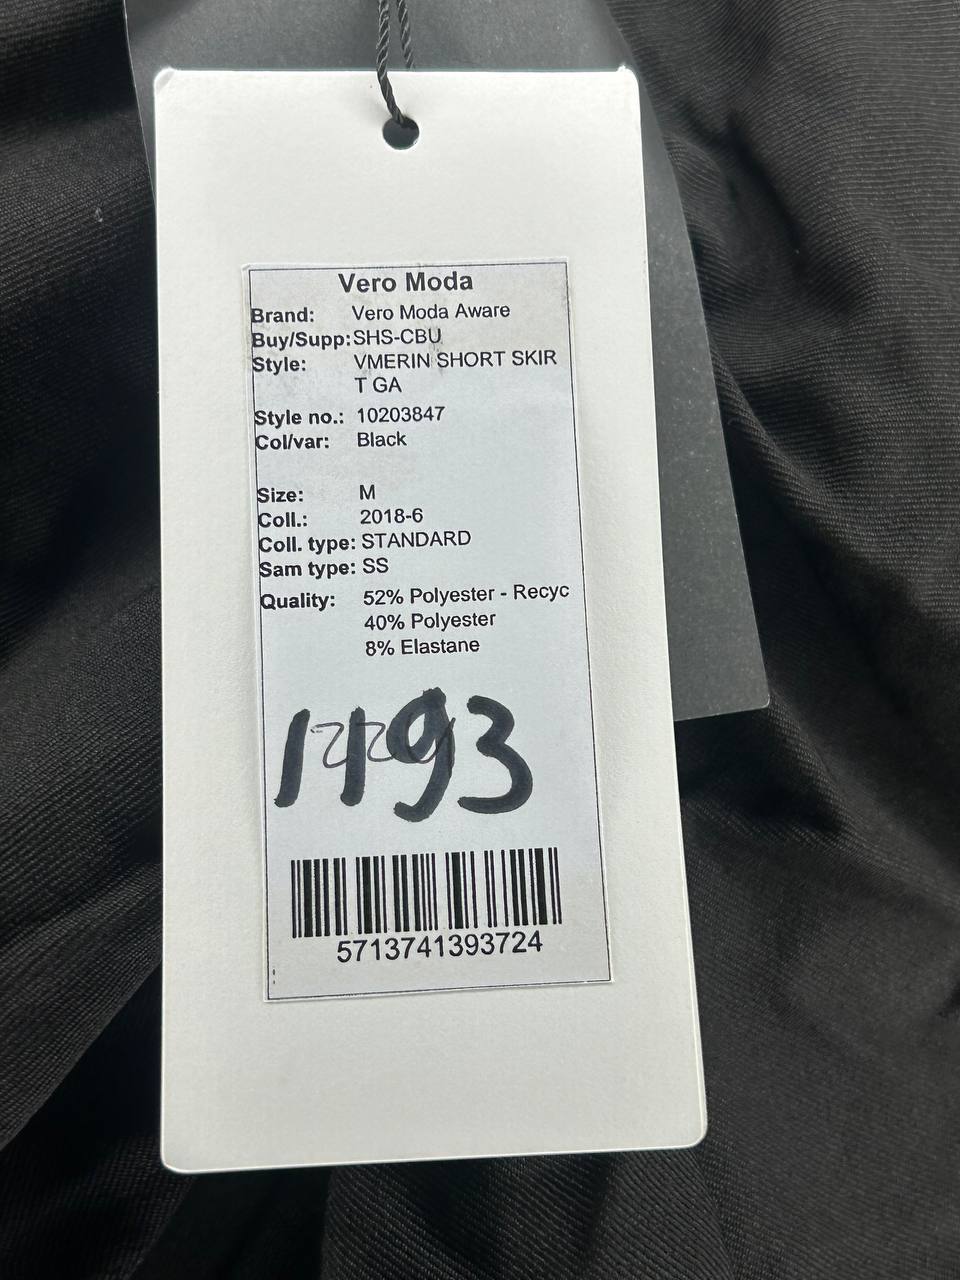 Vero Moda
Brand: Vero Moda Aware
Buy/Supp: SHS-CBU
Style: VMERIN SHORT SKIR
T GA
Style no.: 10203847
Col/var: Black
Size: M
Coll.: 2018-6
Coll. type: STANDARD
Sam type: SS
Quality: 52% Polyester - Recyc
40% Polyester
8% Elastane
1193
5713741393724